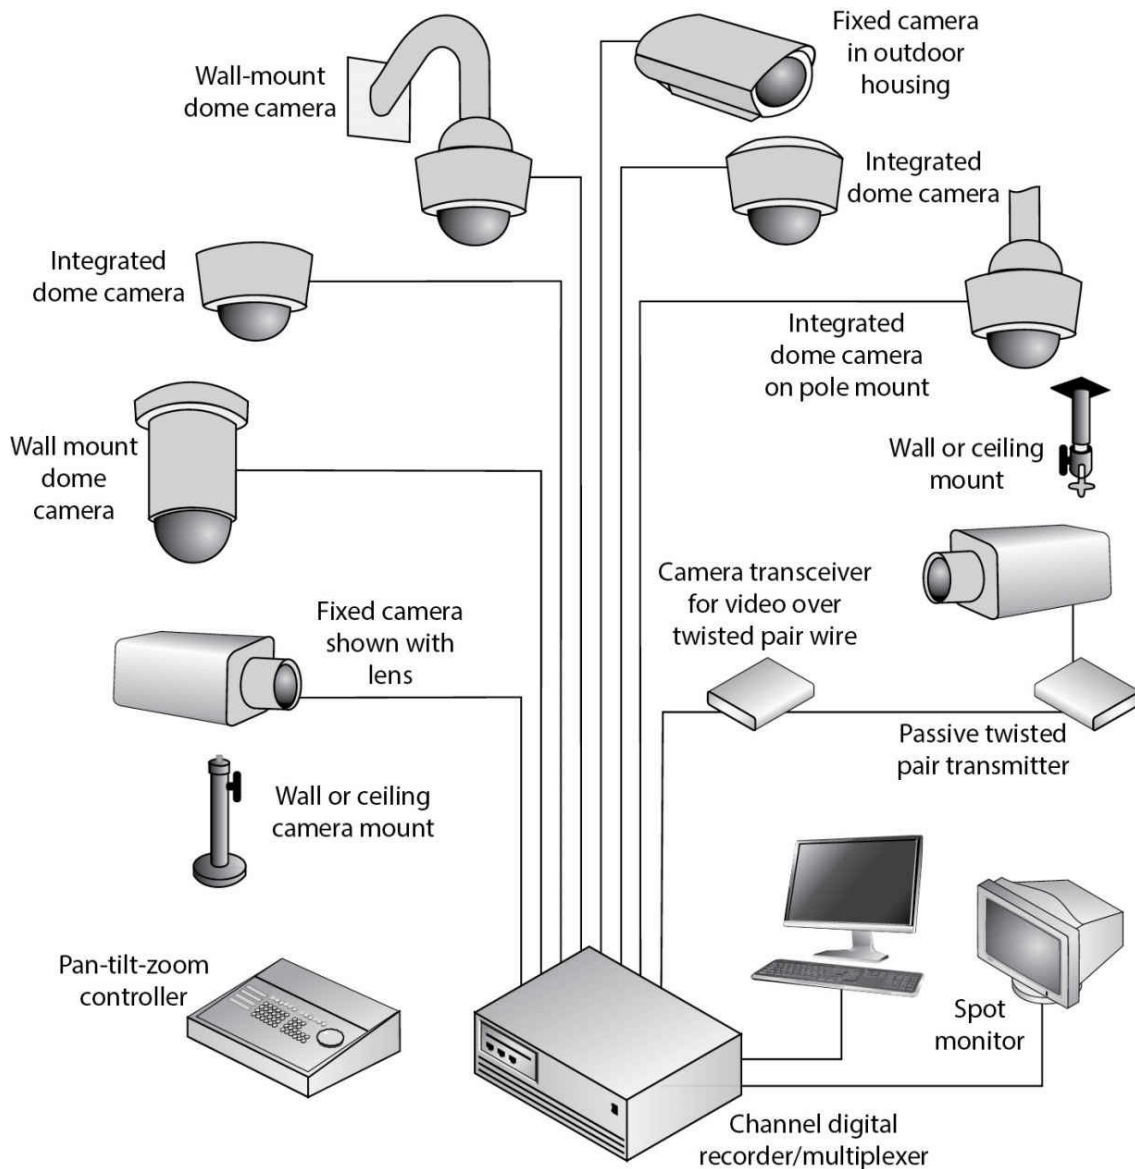 Wall-mount
dome camera
Fixed camera
in outdoor
housing
Integrated
dome camera
Integrated
dome camera
Integrated
dome camera
on pole mount
Wall mount
dome
camera
Wall or ceiling
mount
Camera transceiver
for video over
twisted pair wire
Fixed camera
shown with
lens
Passive twisted
pair transmitter
Wall or ceiling
camera mount
Pan-tilt-zoom
controller
Spot
monitor
Channel digital
recorder/multiplexer